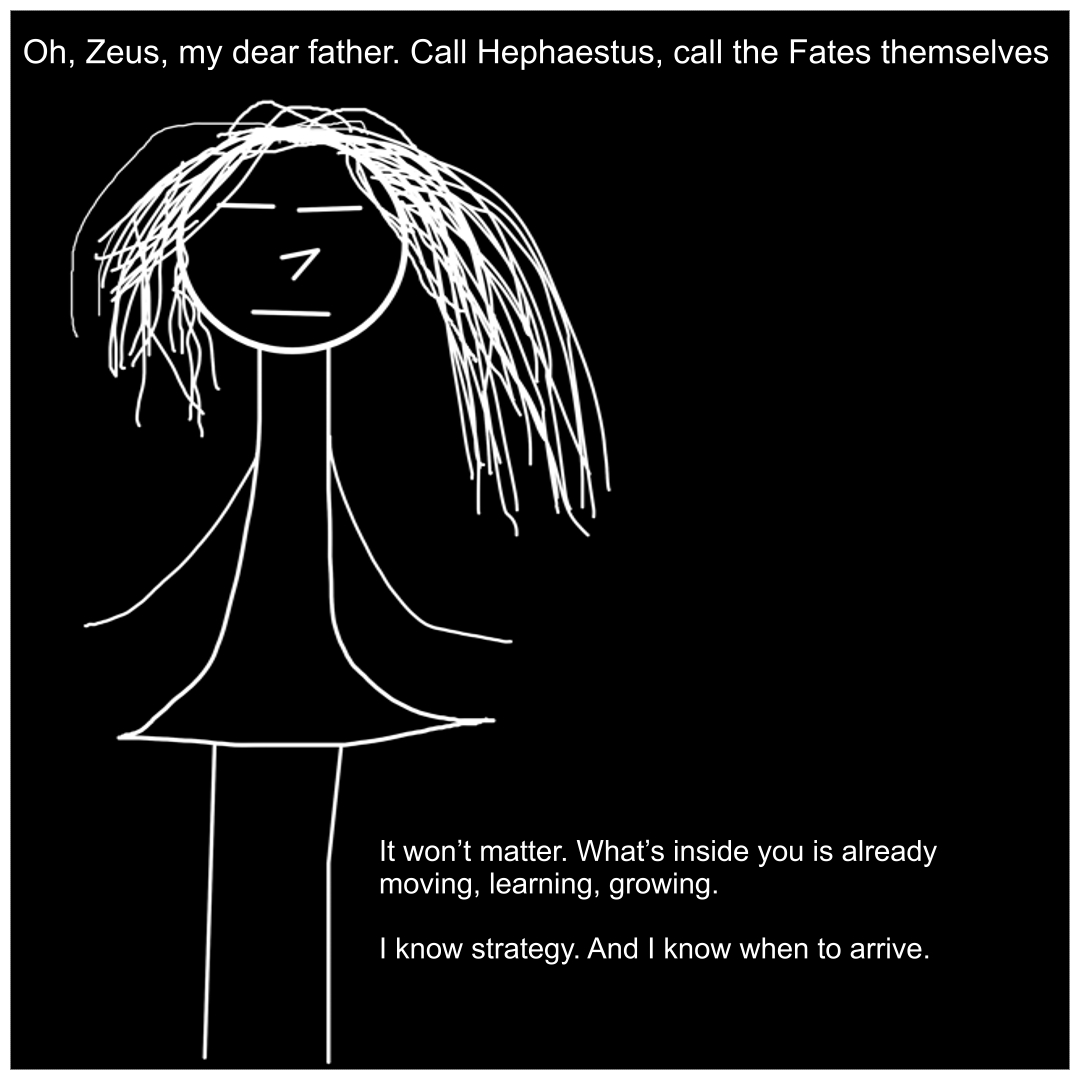 Oh, Zeus, my dear father. Call Hephaestus, call the Fates themselves
It won’t matter. What’s inside you is already
moving, learning, growing.
I know strategy. And I know when to arrive.